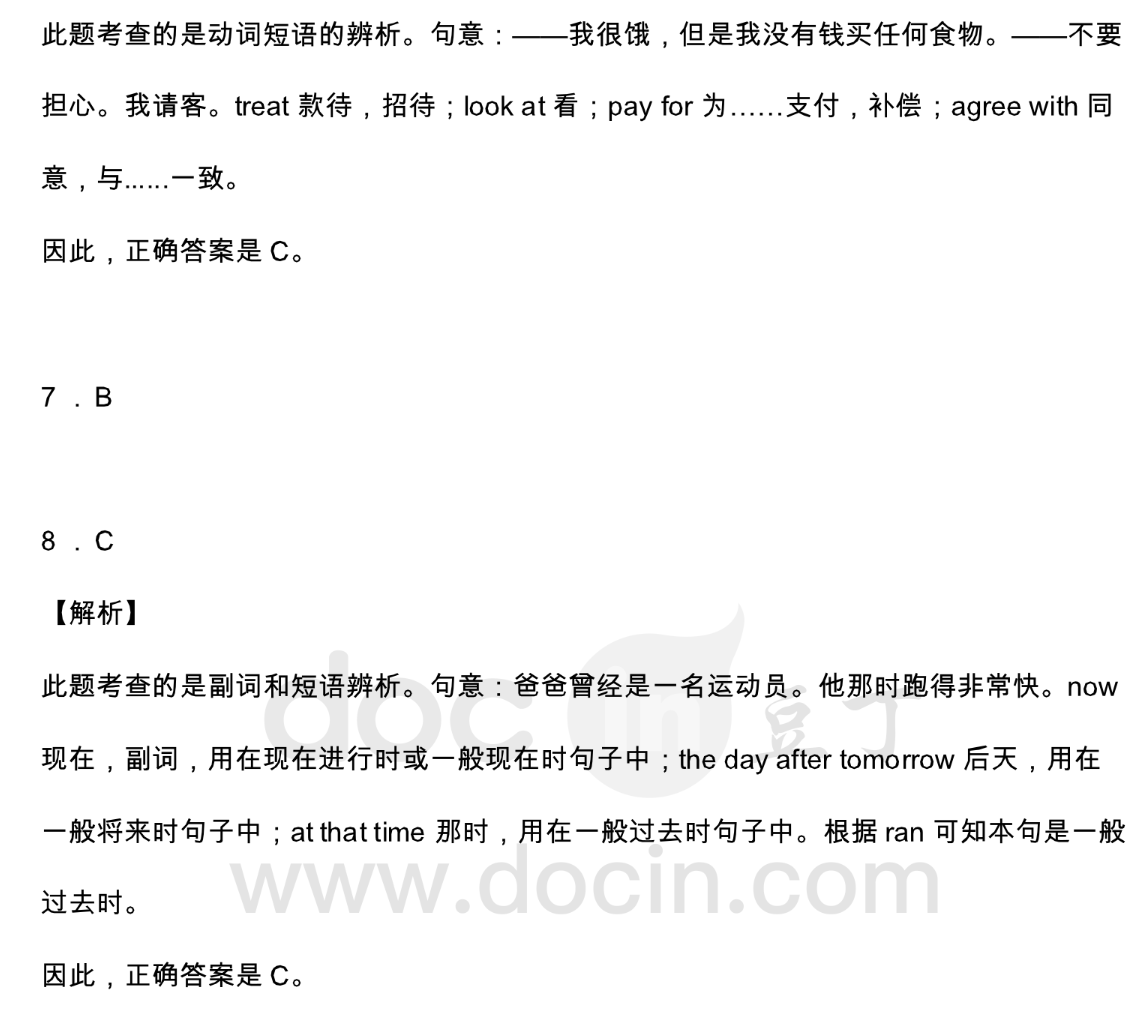 此题考查的是动词短语的辨析。句意：——我很饿，但是我没有钱买任何食物。——不要
担心。我请客。treat 款待，招待；look at 看；pay for 为……支付，补偿；agree with 同
意，与......一致。
因此，正确答案是 C。
7 ．B
8 ．C
【解析】
此题考查的是副词和短语辨析。句意：爸爸曾经是一名运动员。他那时跑得非常快。now
现在，副词，用在现在进行时或一般现在时句子中；the day after tomorrow 后天，用在
一般将来时句子中；at that time 那时，用在一般过去时句子中。根据 ran 可知本句是一般
过去时。
因此，正确答案是 C。
docin 豆丁
www.docin.com